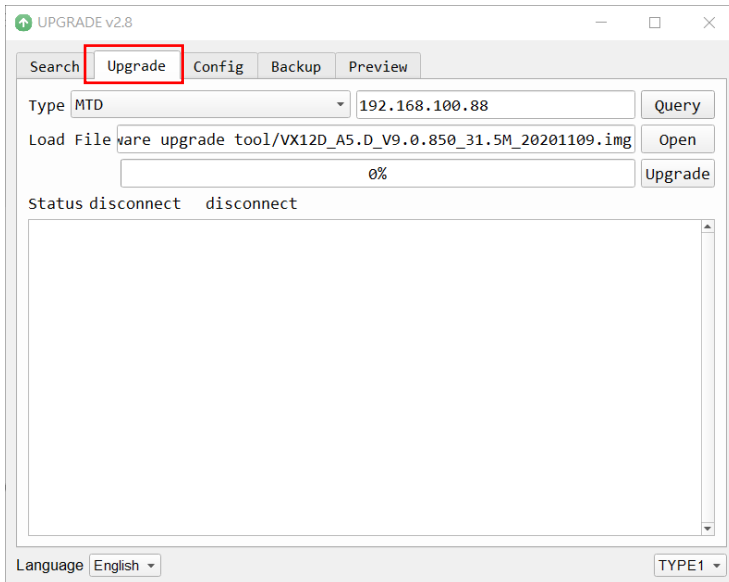 UPGRADE v2.8
Search Upgrade Config Backup Preview
Type MTD 192.168.100.88 Query
Load File ware upgrade tool/VX12D_A5.D_V9.0.850_31.5M_20201109.img Open
0% Upgrade
Status disconnect disconnect
Language English TYPE1